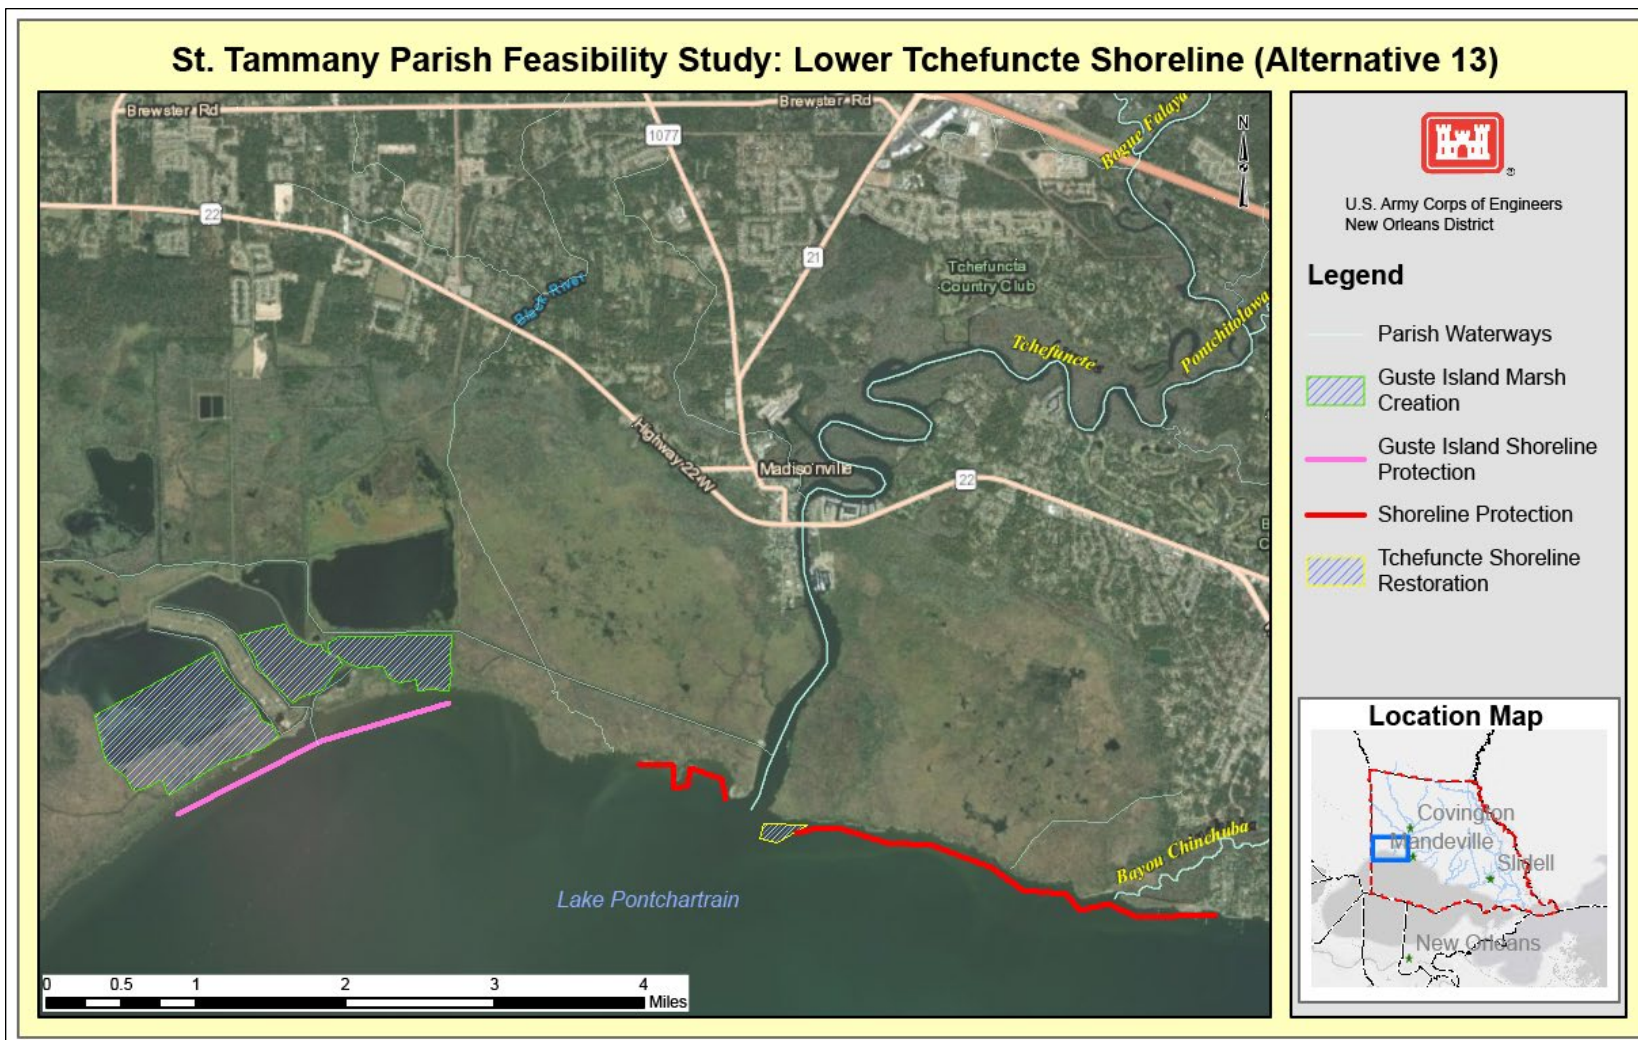 St. Tammany Parish Feasibility Study: Lower Tchefuncte Shoreline (Alternative 13)
Brewster Rd
Brewster Rd
1077
Bogue Falaya
N
22
21
Tchefuncta
Country Club
Black River
Tchefuncte
Pontchitolawa
Highway 22 W
Madisonville
22
Bayou Chinchuba
Lake Pontchartrain
0 0.5 1 2 3 4
Miles
U.S. Army Corps of Engineers
New Orleans District
Legend
Parish Waterways
Guste Island Marsh
Creation
Guste Island Shoreline
Protection
Shoreline Protection
Tchefuncte Shoreline
Restoration
Location Map
Covington
Mandeville
Slidell
New Orleans